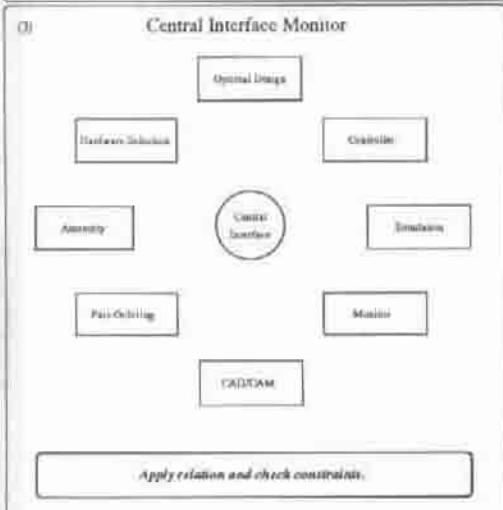 (3)
Central Interface Monitor
Optimal Design
Hardware Selection
Controller
Assembly
Central
Interface
Simulation
Part Ordering
Monitor
CAD/CAM
Apply relation and check constraints.